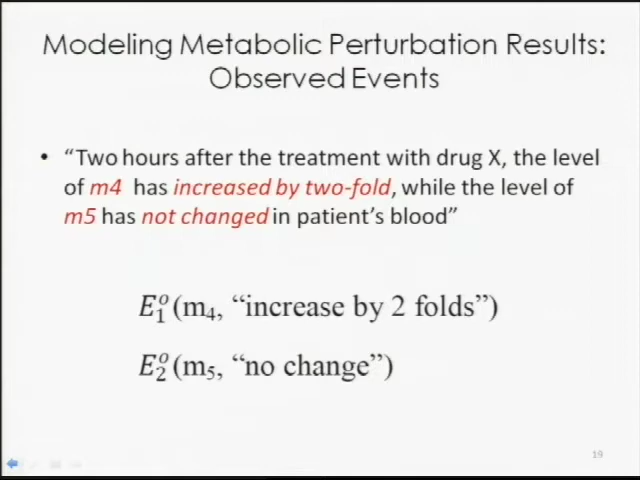 Modeling Metabolic Perturbation Results:
Observed Events
• “Two hours after the treatment with drug X, the level
of m4 has increased by two-fold, while the level of
m5 has not changed in patient’s blood”
E₁ᵒ(m₄, “increase by 2 folds”)
E₂ᵒ(m₅, “no change”)
19